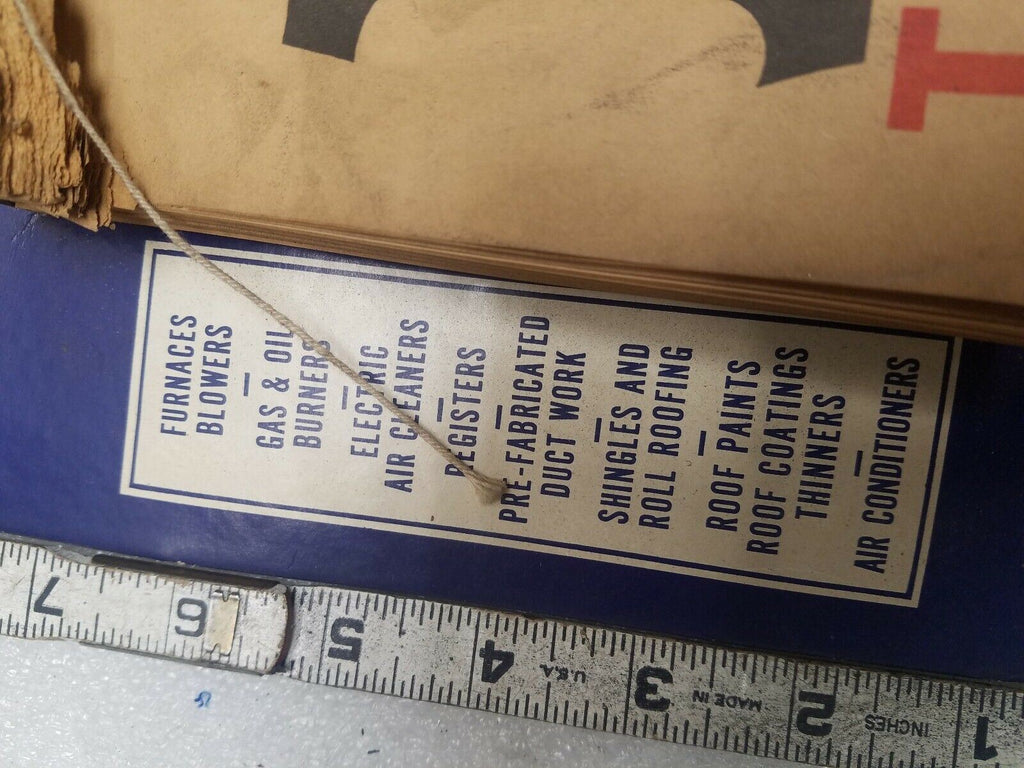 FURNACES
BLOWERS
GAS & OIL
BURNERS
ELECTRIC
AIR CLEANERS
REGISTERS
PRE-FABRICATED
DUCT WORK
SHINGLES AND
ROLL ROOFING
ROOF PAINTS
ROOF COATINGS
THINNERS
AIR CONDITIONERS
T
1
INCHES
2
MADE IN
3
U.S.A.
4
5
6
7